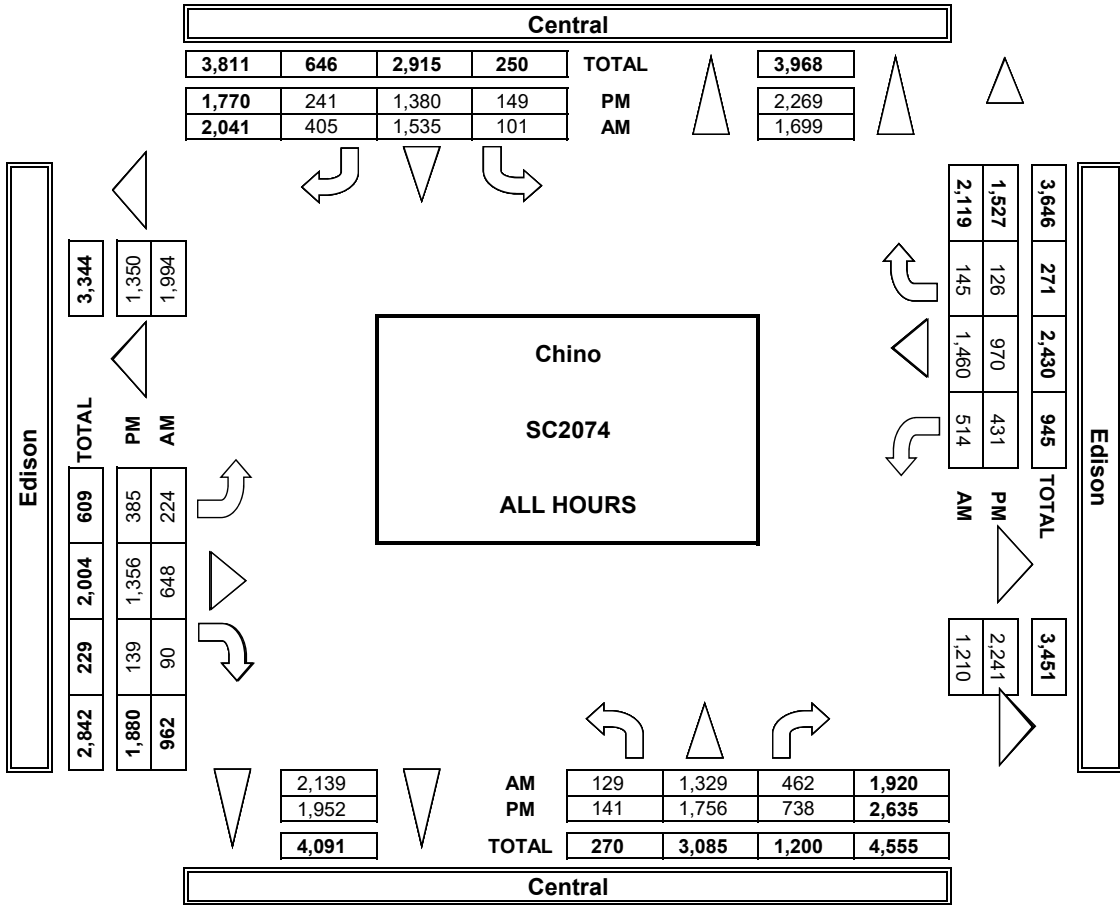 Central
3,811 646 2,915 250 TOTAL 3,968
1,770 241 1,380 149 PM 2,269
2,041 405 1,535 101 AM 1,699
Edison
3,344
1,350
1,994
TOTAL 609 2,004 229 2,842
PM 385 1,356 139 1,880
AM 224 648 90 962
Chino
SC2074
ALL HOURS
3,646 271 2,430 945 TOTAL 3,451
1,527 126 970 431 PM 2,241
2,119 145 1,460 514 AM 1,210
Edison
2,139 AM 129 1,329 462 1,920
1,952 PM 141 1,756 738 2,635
4,091 TOTAL 270 3,085 1,200 4,555
Central